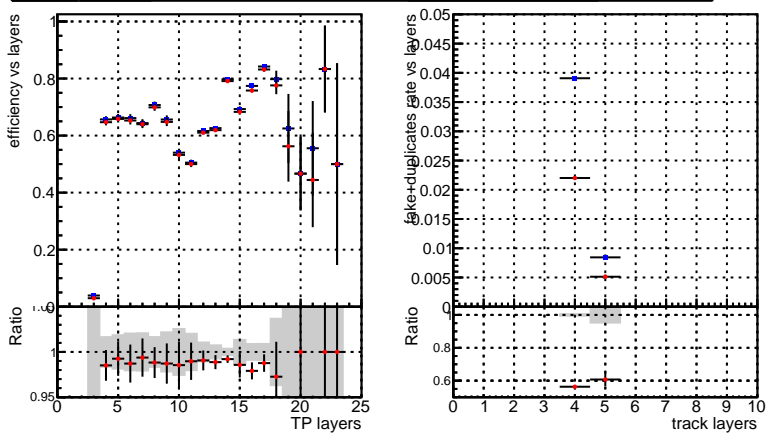 efficiency vs layers
1
0.8
0.6
0.4
0.2
0
Ratio
1
0.95
0 5 10 15 20 25
TP layers
fake+duplicates rate vs layers
0.05
0.045
0.04
0.035
0.03
0.025
0.02
0.015
0.01
0.005
0
Ratio
1
0.8
0.6
0 1 2 3 4 5 6 7 8 9 10
track layers